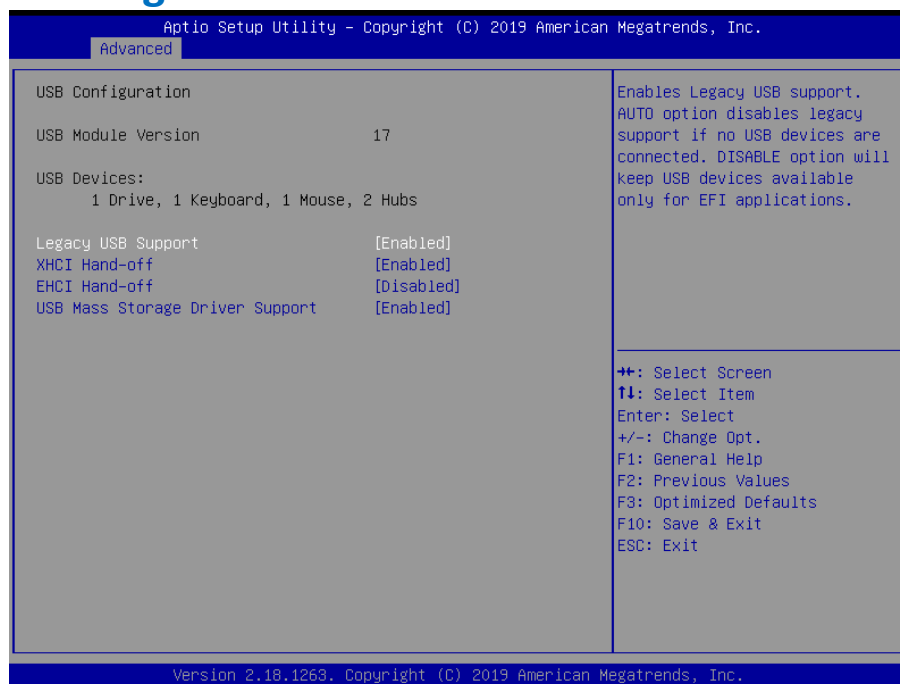 Aptio Setup Utility – Copyright (C) 2019 American Megatrends, Inc.
Advanced
USB Configuration
USB Module Version 17
USB Devices:
1 Drive, 1 Keyboard, 1 Mouse, 2 Hubs
Legacy USB Support [Enabled]
XHCI Hand-off [Enabled]
EHCI Hand-off [Disabled]
USB Mass Storage Driver Support [Enabled]
Enables Legacy USB support.
AUTO option disables legacy
support if no USB devices are
connected. DISABLE option will
keep USB devices available
only for EFI applications.
→←: Select Screen
↑↓: Select Item
Enter: Select
+/-: Change Opt.
F1: General Help
F2: Previous Values
F3: Optimized Defaults
F10: Save & Exit
ESC: Exit
Version 2.18.1263. Copyright (C) 2019 American Megatrends, Inc.